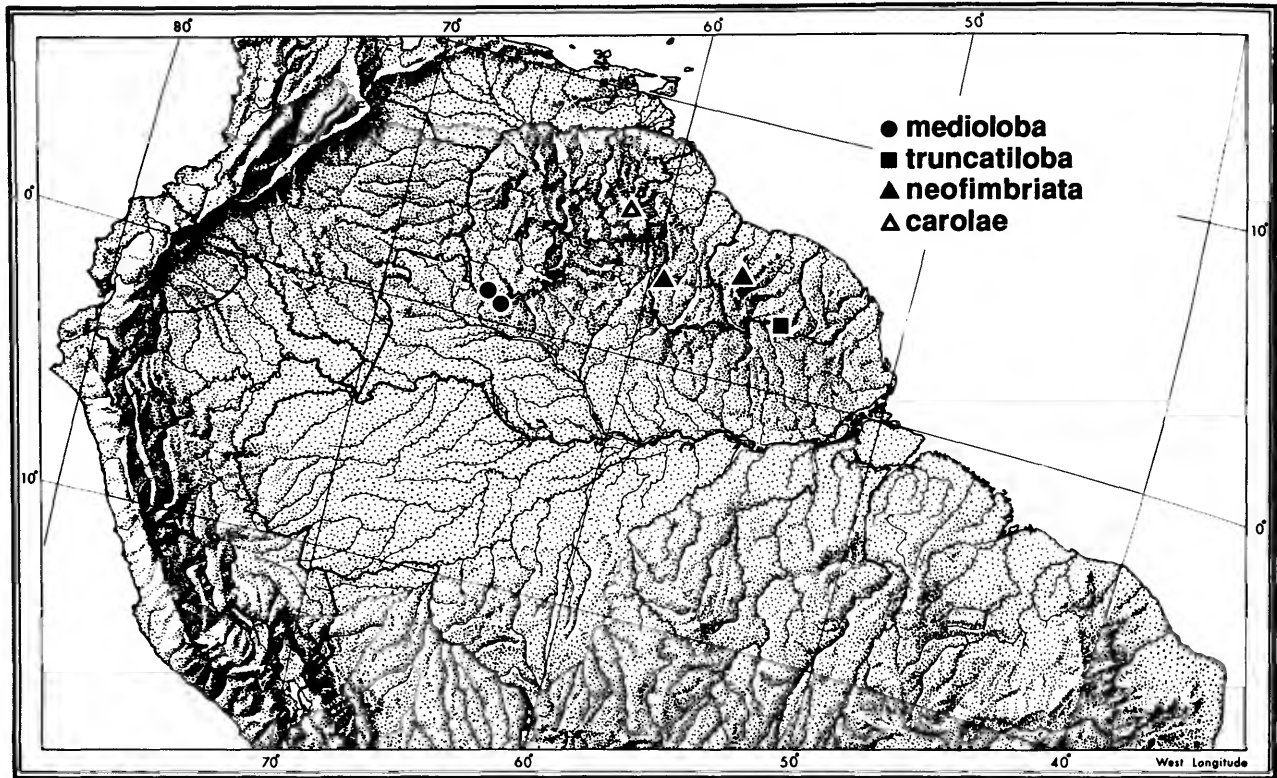 80° 70° 60° 50°
● medioloba
■ truncatiloba
▲ neofimbriata
△ carolae
0° 10°
10° 0°
70° 60° 50° 40° West Longitude